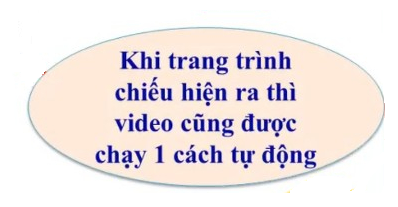 Khi trang trình
chiếu hiện ra thì
video cũng được
chạy 1 cách tự động